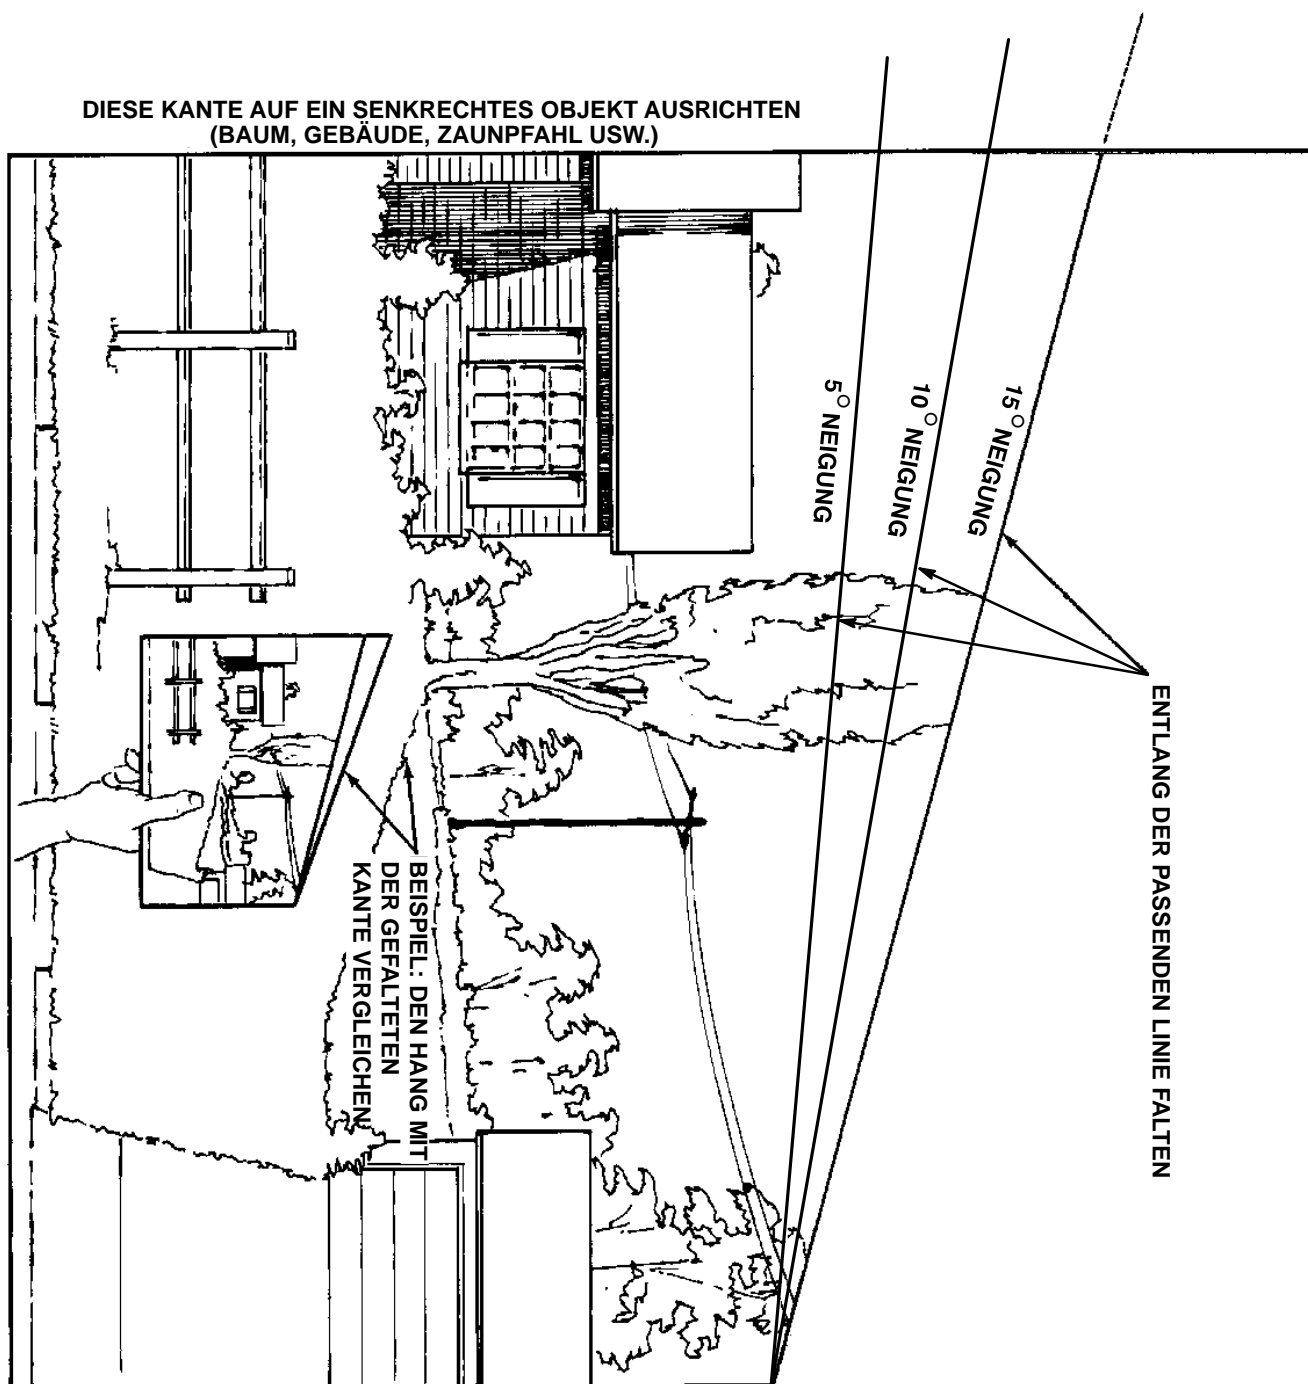 DIESE KANTE AUF EIN SENKRECHTES OBJEKT AUSRICHTEN
(BAUM, GEBÄUDE, ZAUNPFAHL USW.)
15° NEIGUNG
10° NEIGUNG
5° NEIGUNG
ENTLANG DER PASSENDEN LINIE FALTEN
BEISPIEL: DEN HANG MIT
DER GEFALTETEN
KANTE VERGLEICHEN